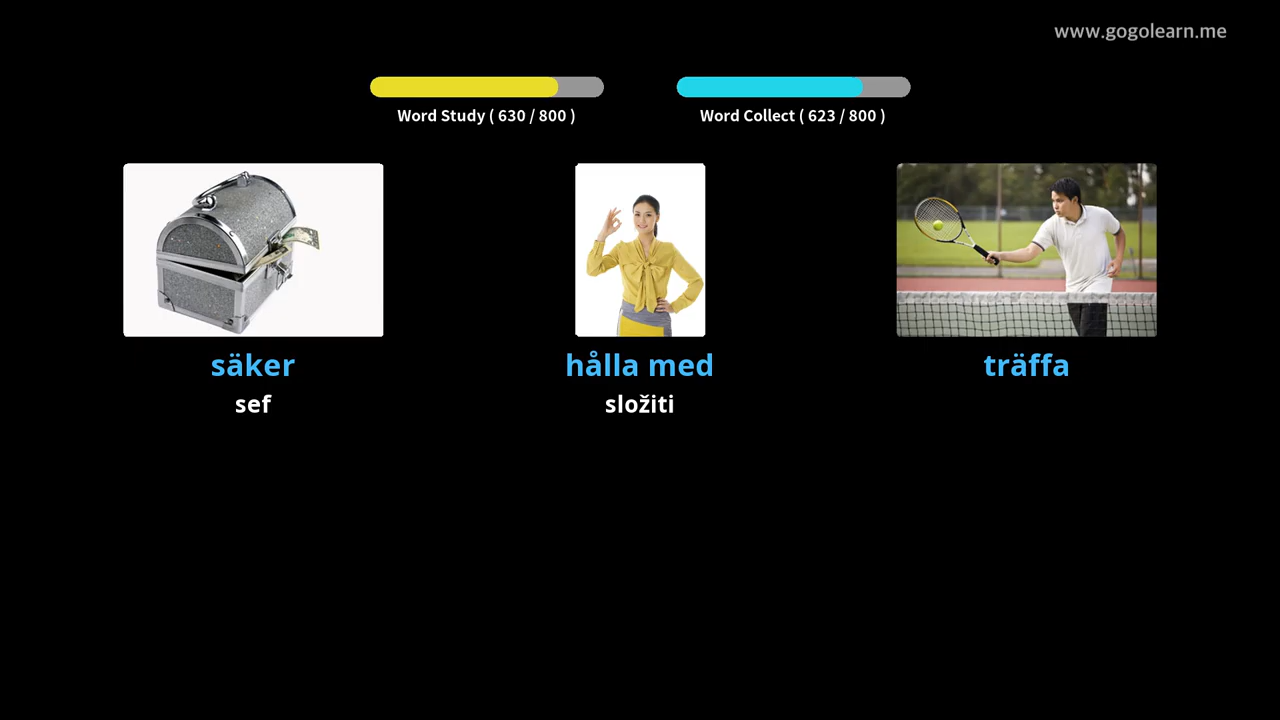 www.gogolearn.me
Word Study ( 630 / 800 )
Word Collect ( 623 / 800 )
säker
hålla med
träffa
sef
složiti